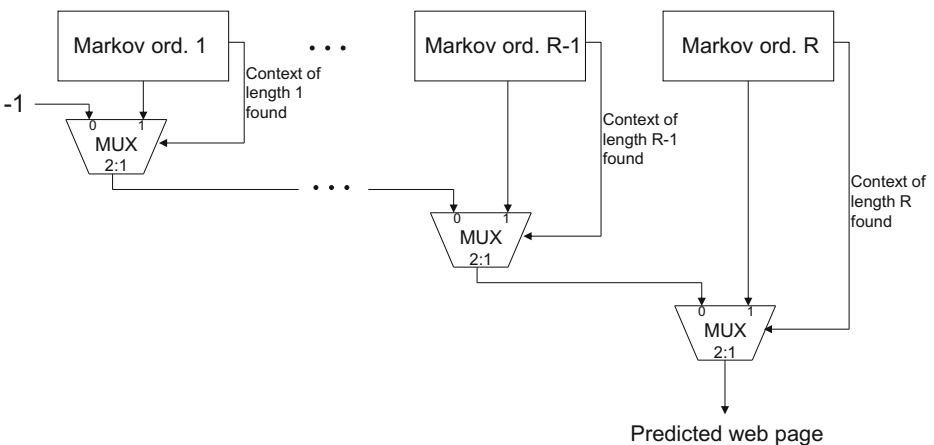 Markov ord. 1
• • •
Markov ord. R-1
Markov ord. R
Context of
length 1
found
-1
0
1
MUX
2:1
Context of
length R-1
found
• • •
Context of
length R
found
0
1
MUX
2:1
0
1
MUX
2:1
Predicted web page